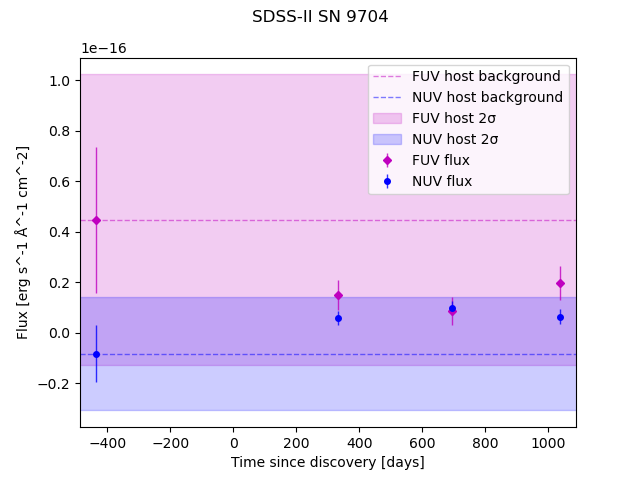 SDSS-II SN 9704
1e−16
FUV host background
NUV host background
FUV host 2σ
NUV host 2σ
FUV flux
NUV flux
1.0
0.8
0.6
0.4
0.2
0.0
−0.2
Flux [erg s^-1 Å^-1 cm^-2]
−400 −200 0 200 400 600 800 1000
Time since discovery [days]